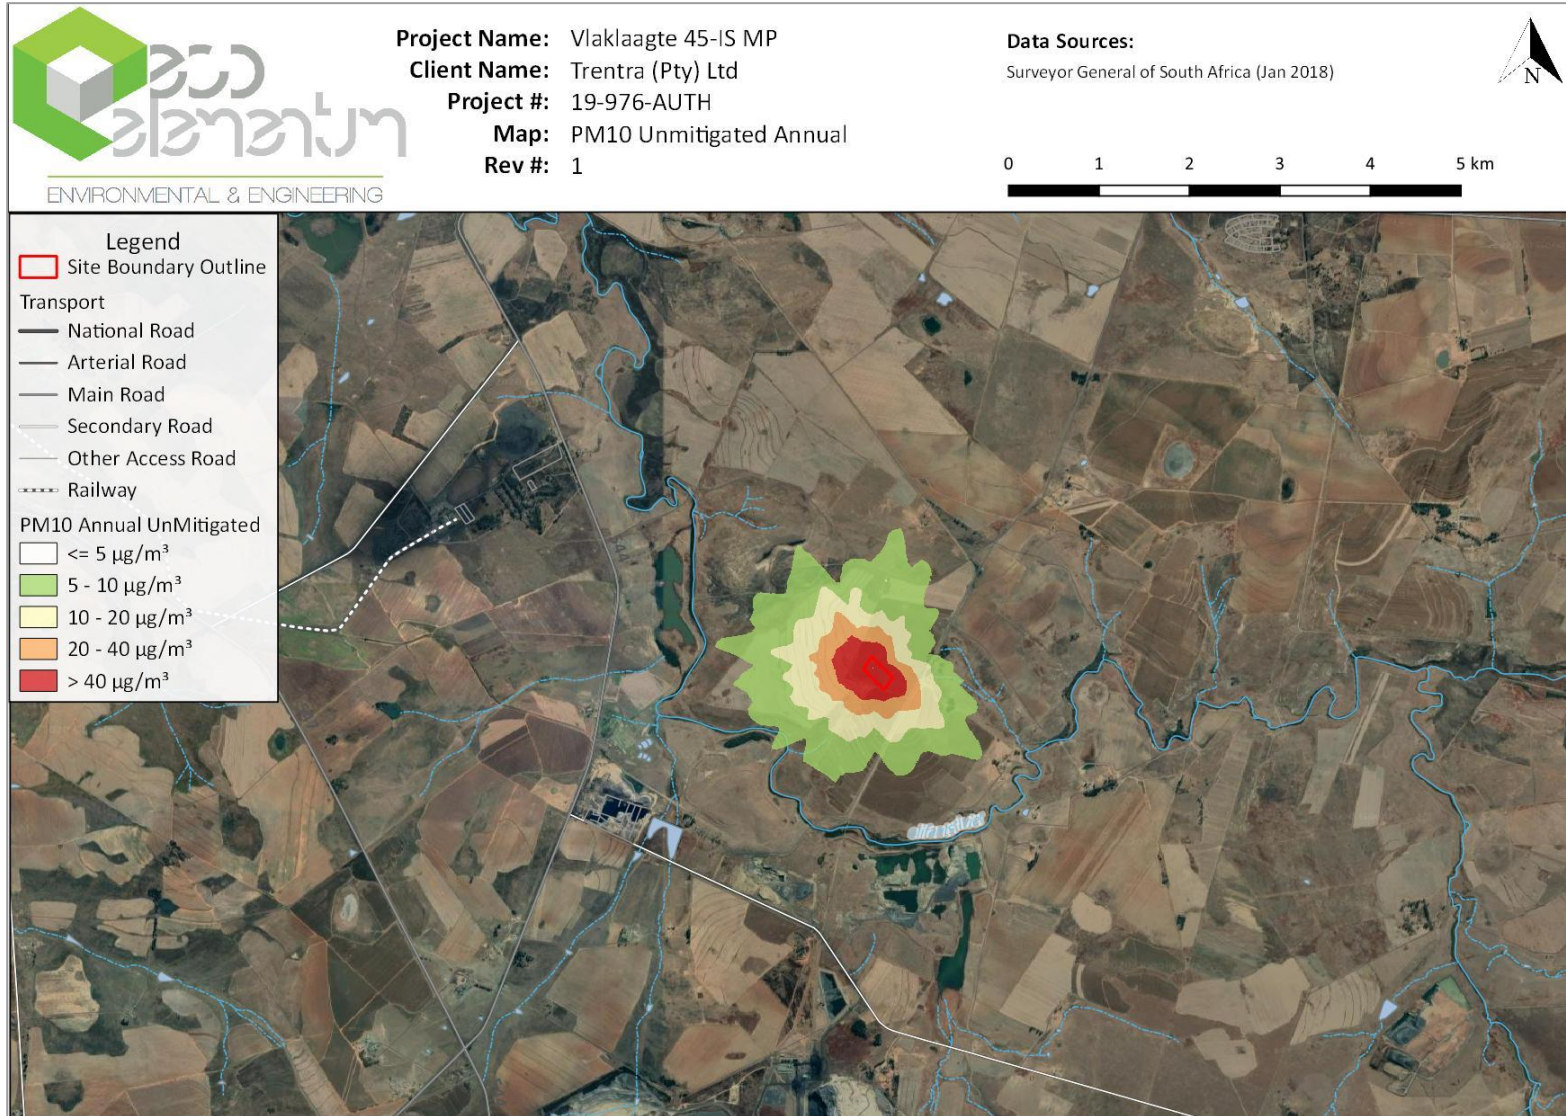 eco
elementum
ENVIRONMENTAL & ENGINEERING
Project Name: Vlaklaagte 45-IS MP
Client Name: Trentra (Pty) Ltd
Project #: 19-976-AUTH
Map: PM10 Unmitigated Annual
Rev #: 1
Data Sources:
Surveyor General of South Africa (Jan 2018)
N
0 1 2 3 4 5 km
Legend
Site Boundary Outline
Transport
National Road
Arterial Road
Main Road
Secondary Road
Other Access Road
Railway
PM10 Annual UnMitigated
<= 5 µg/m³
5 - 10 µg/m³
10 - 20 µg/m³
20 - 40 µg/m³
> 40 µg/m³